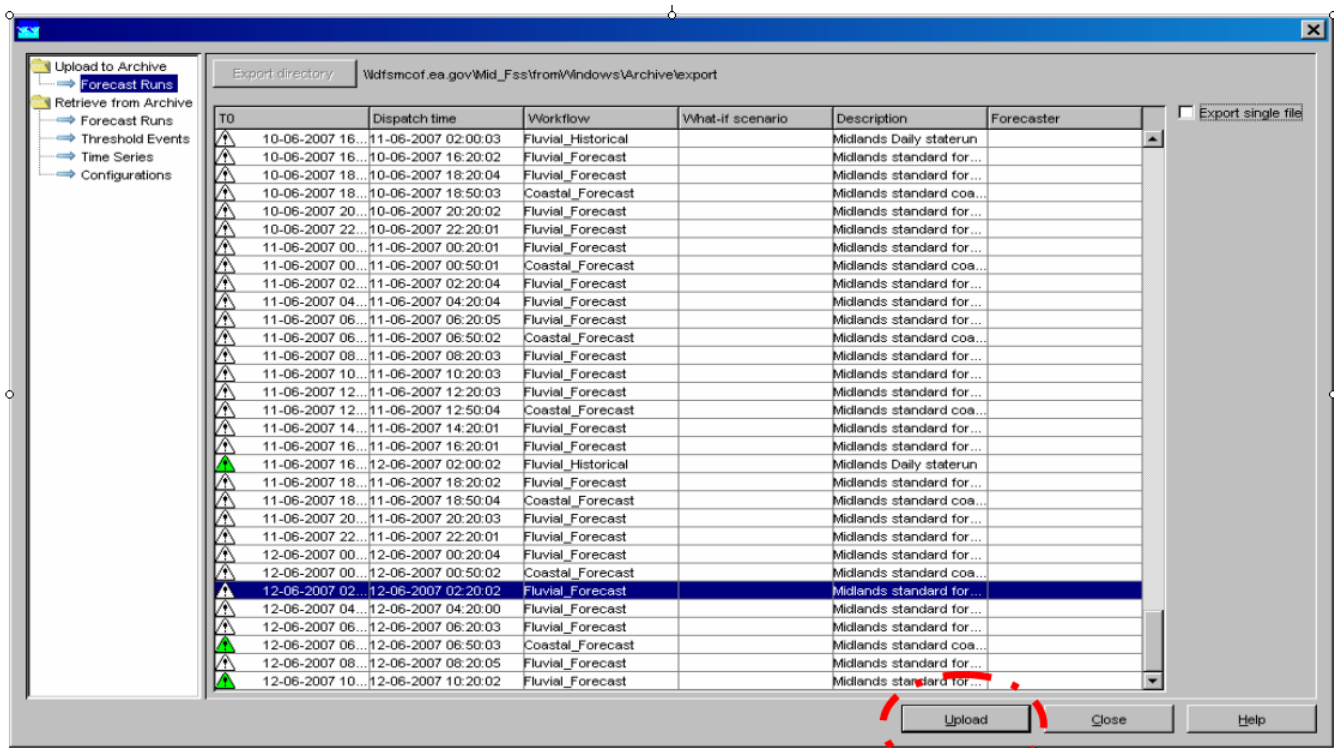 Upload to Archive
Forecast Runs
Retrieve from Archive
Forecast Runs
Threshold Events
Time Series
Configurations
Export directory \\ldfsmcof.ea.gov\Mid_Fss\fromWindows\Archive\export
Export single file
T0 Dispatch time Workflow What-if scenario Description Forecaster
10-06-2007 16... 11-06-2007 02:00:03 Fluvial_Historical Midlands Daily staterun
10-06-2007 16... 10-06-2007 16:20:02 Fluvial_Forecast Midlands standard for...
10-06-2007 18... 10-06-2007 18:20:04 Fluvial_Forecast Midlands standard for...
10-06-2007 18... 10-06-2007 18:50:03 Coastal_Forecast Midlands standard coa...
10-06-2007 20... 10-06-2007 20:20:02 Fluvial_Forecast Midlands standard for...
10-06-2007 22... 10-06-2007 22:20:01 Fluvial_Forecast Midlands standard for...
11-06-2007 00... 11-06-2007 00:20:01 Fluvial_Forecast Midlands standard for...
11-06-2007 00... 11-06-2007 00:50:01 Coastal_Forecast Midlands standard coa...
11-06-2007 02... 11-06-2007 02:20:04 Fluvial_Forecast Midlands standard for...
11-06-2007 04... 11-06-2007 04:20:04 Fluvial_Forecast Midlands standard for...
11-06-2007 06... 11-06-2007 06:20:05 Fluvial_Forecast Midlands standard for...
11-06-2007 06... 11-06-2007 06:50:02 Coastal_Forecast Midlands standard coa...
11-06-2007 08... 11-06-2007 08:20:03 Fluvial_Forecast Midlands standard for...
11-06-2007 10... 11-06-2007 10:20:03 Fluvial_Forecast Midlands standard for...
11-06-2007 12... 11-06-2007 12:20:03 Fluvial_Forecast Midlands standard for...
11-06-2007 12... 11-06-2007 12:50:04 Coastal_Forecast Midlands standard coa...
11-06-2007 14... 11-06-2007 14:20:01 Fluvial_Forecast Midlands standard for...
11-06-2007 16... 11-06-2007 16:20:01 Fluvial_Forecast Midlands standard for...
11-06-2007 16... 12-06-2007 02:00:02 Fluvial_Historical Midlands Daily staterun
11-06-2007 18... 11-06-2007 18:20:02 Fluvial_Forecast Midlands standard for...
11-06-2007 18... 11-06-2007 18:50:04 Coastal_Forecast Midlands standard coa...
11-06-2007 20... 11-06-2007 20:20:03 Fluvial_Forecast Midlands standard for...
11-06-2007 22... 11-06-2007 22:20:01 Fluvial_Forecast Midlands standard for...
12-06-2007 00... 12-06-2007 00:20:04 Fluvial_Forecast Midlands standard for...
12-06-2007 00... 12-06-2007 00:50:02 Coastal_Forecast Midlands standard coa...
12-06-2007 02... 12-06-2007 02:20:02 Fluvial_Forecast Midlands standard for...
12-06-2007 04... 12-06-2007 04:20:00 Fluvial_Forecast Midlands standard for...
12-06-2007 06... 12-06-2007 06:20:03 Fluvial_Forecast Midlands standard for...
12-06-2007 06... 12-06-2007 06:50:03 Coastal_Forecast Midlands standard coa...
12-06-2007 08... 12-06-2007 08:20:05 Fluvial_Forecast Midlands standard for...
12-06-2007 10... 12-06-2007 10:20:02 Fluvial_Forecast Midlands standard for...
Upload Close Help